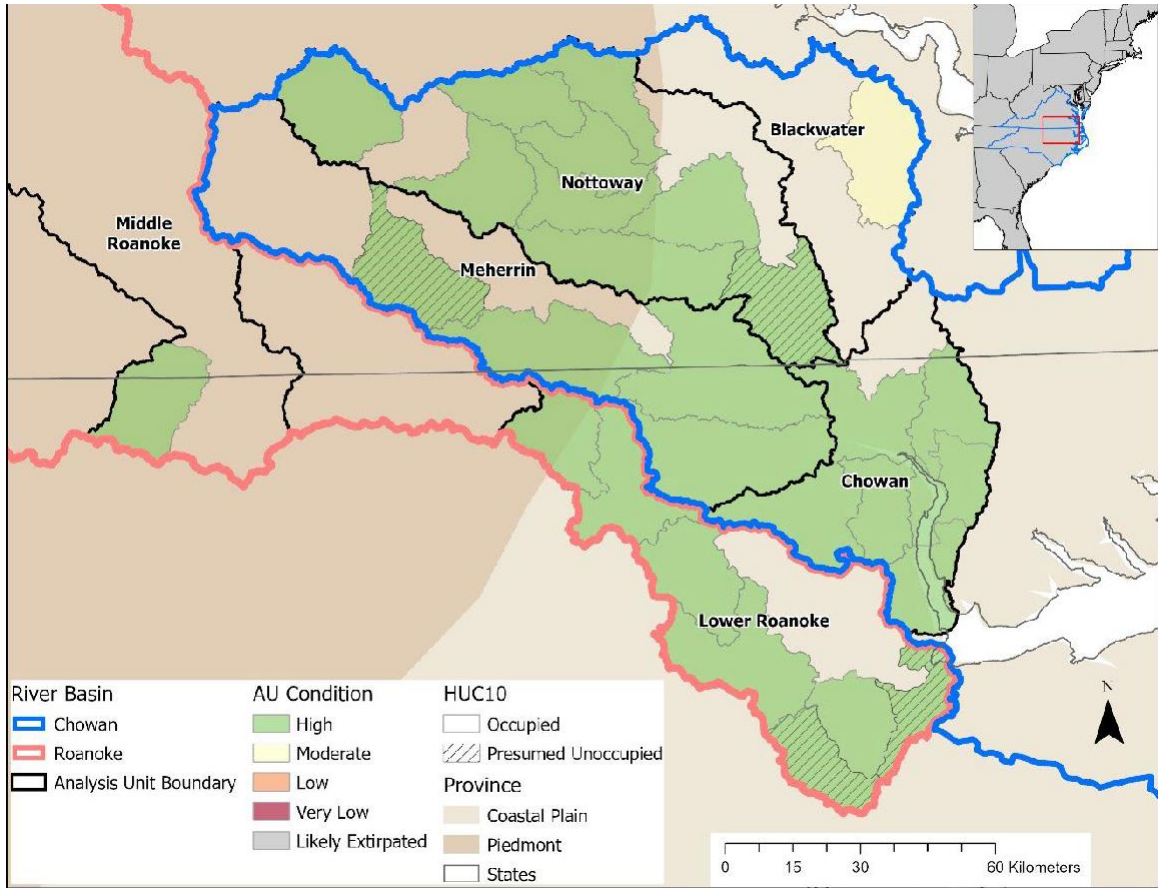 Blackwater
Nottoway
Middle
Roanoke
Meherrin
Chowan
Lower Roanoke
River Basin
Chowan
Roanoke
Analysis Unit Boundary
AU Condition
High
Moderate
Low
Very Low
Likely Extirpated
HUC10
Occupied
Presumed Unoccupied
Province
Coastal Plain
Piedmont
States
N
0 15 30 60 Kilometers